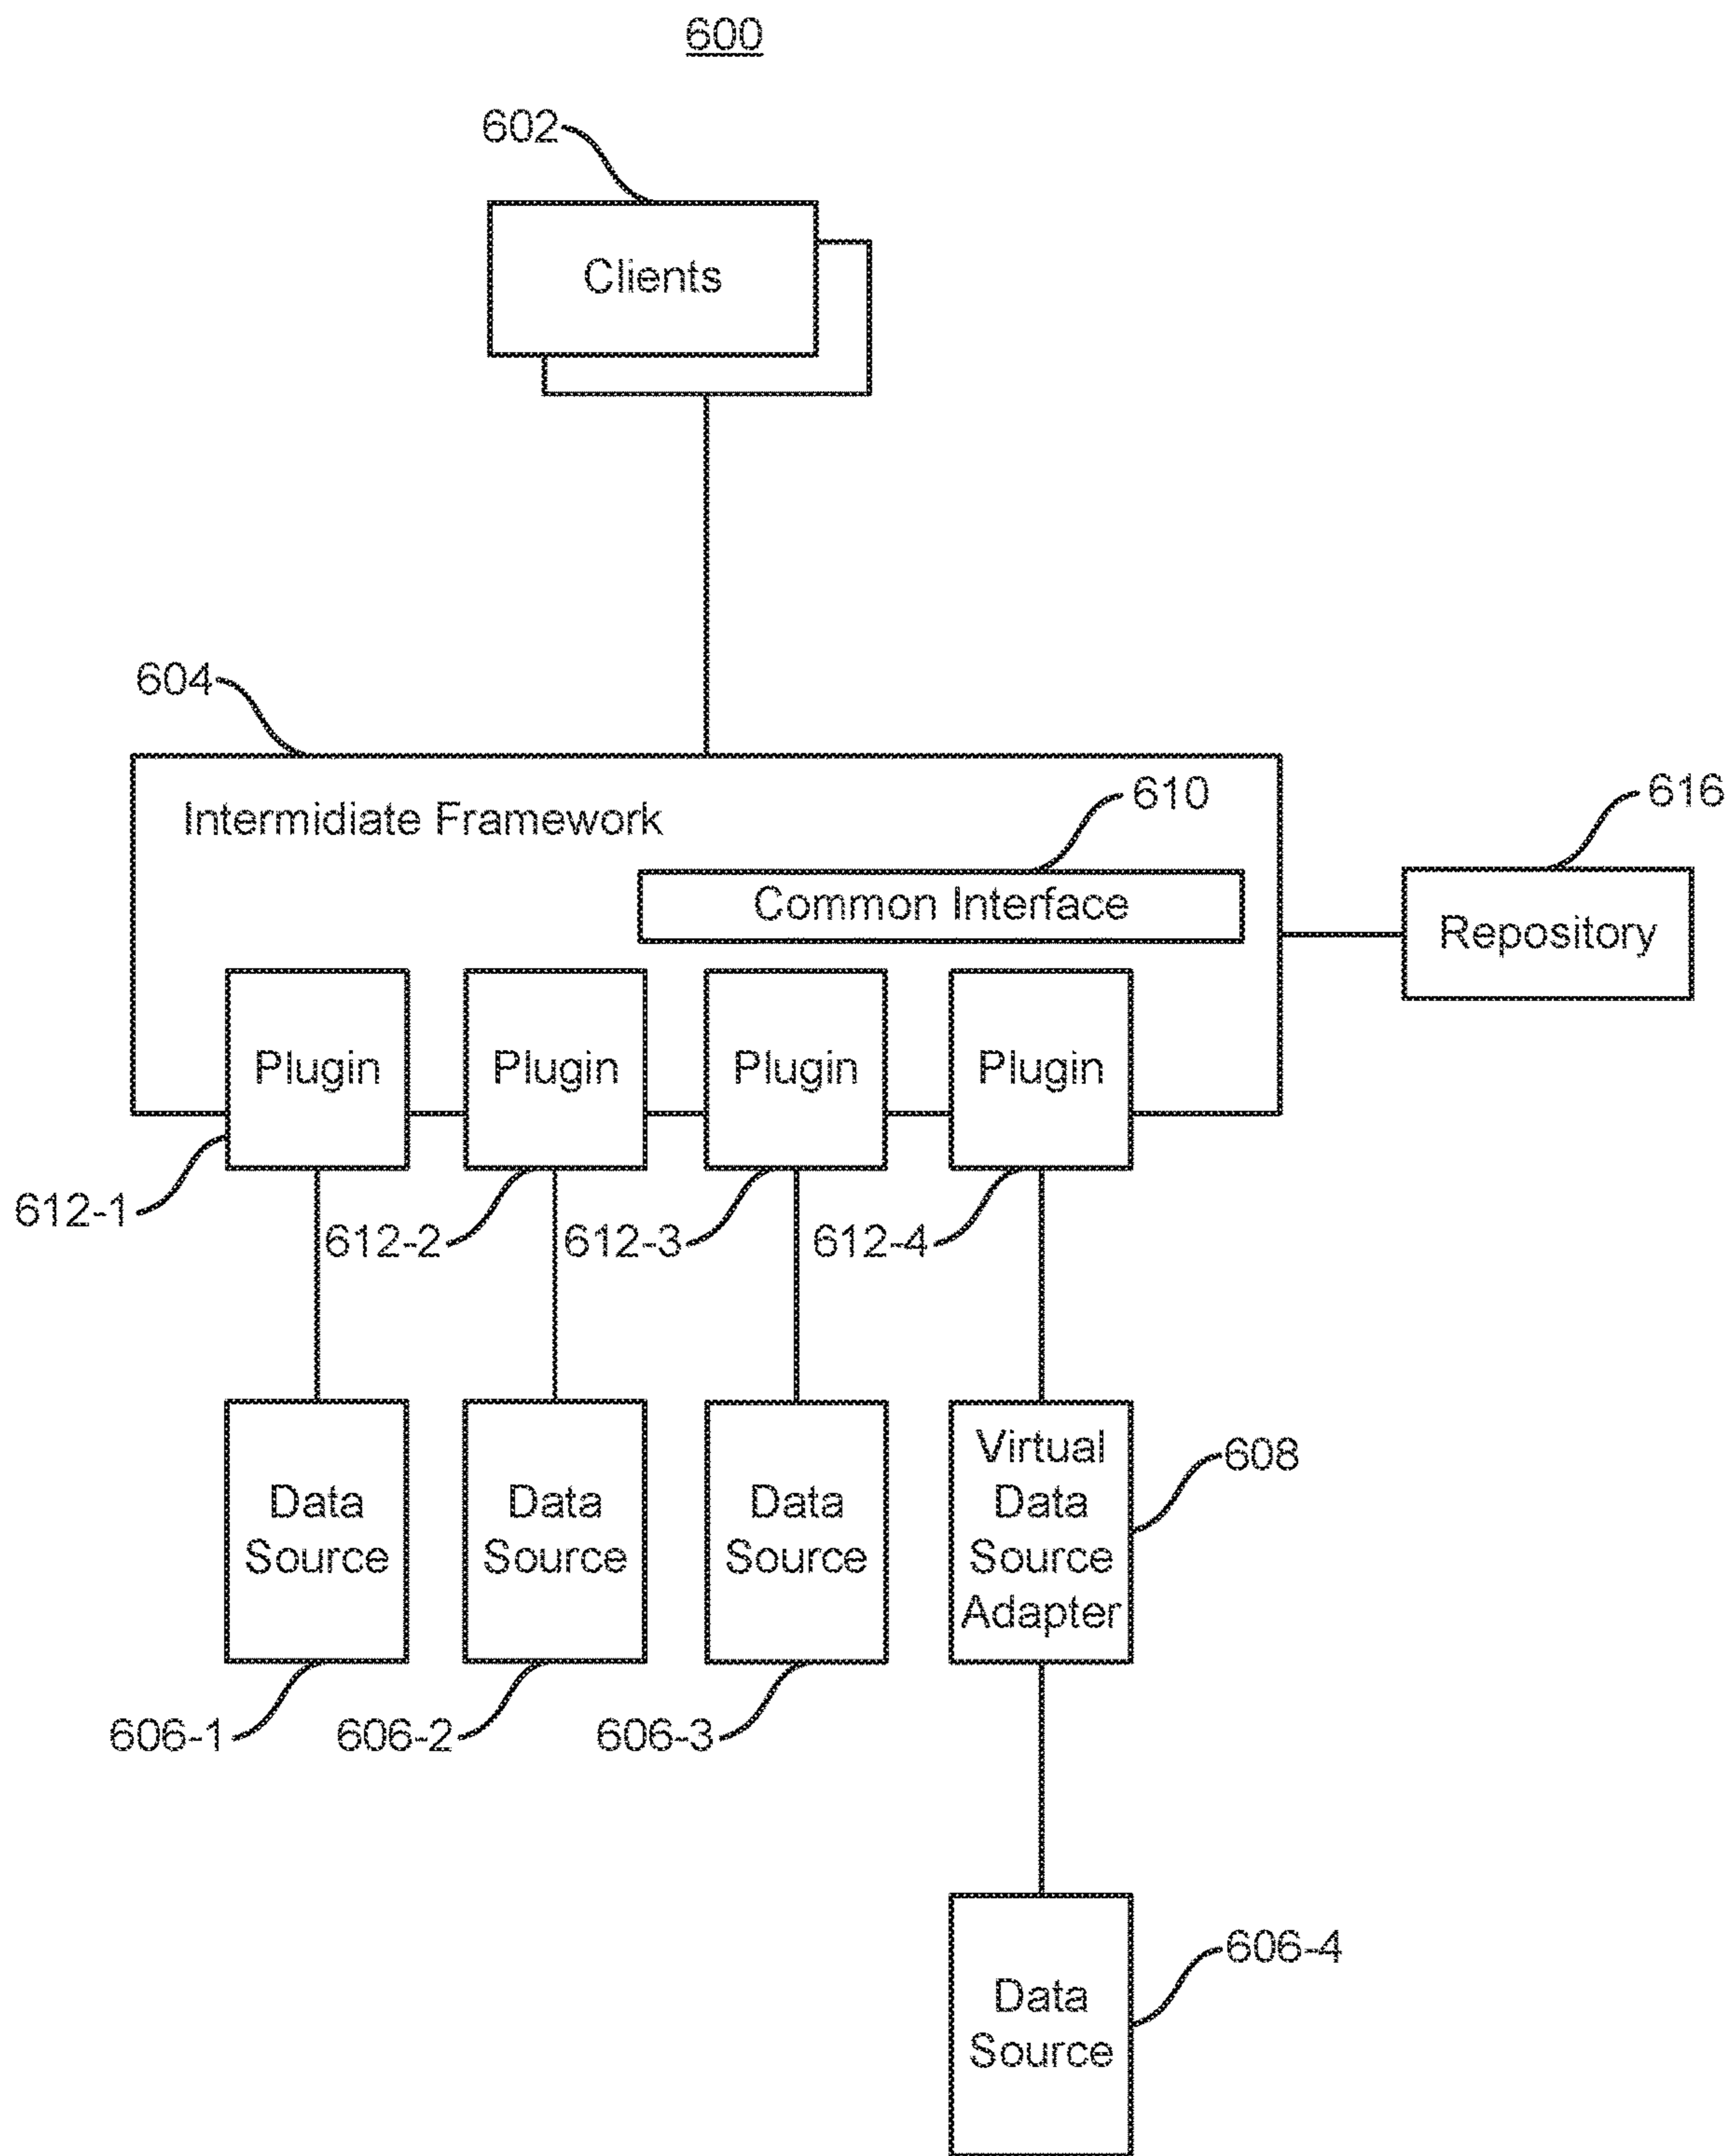 600
602
Clients
604
610
616
Intermidiate Framework
Common Interface
Repository
Plugin
Plugin
Plugin
Plugin
612-1
612-2
612-3
612-4
Data
Source
Data
Source
Data
Source
Virtual
Data
Source
Adapter
608
606-1
606-2
606-3
606-4
Data
Source